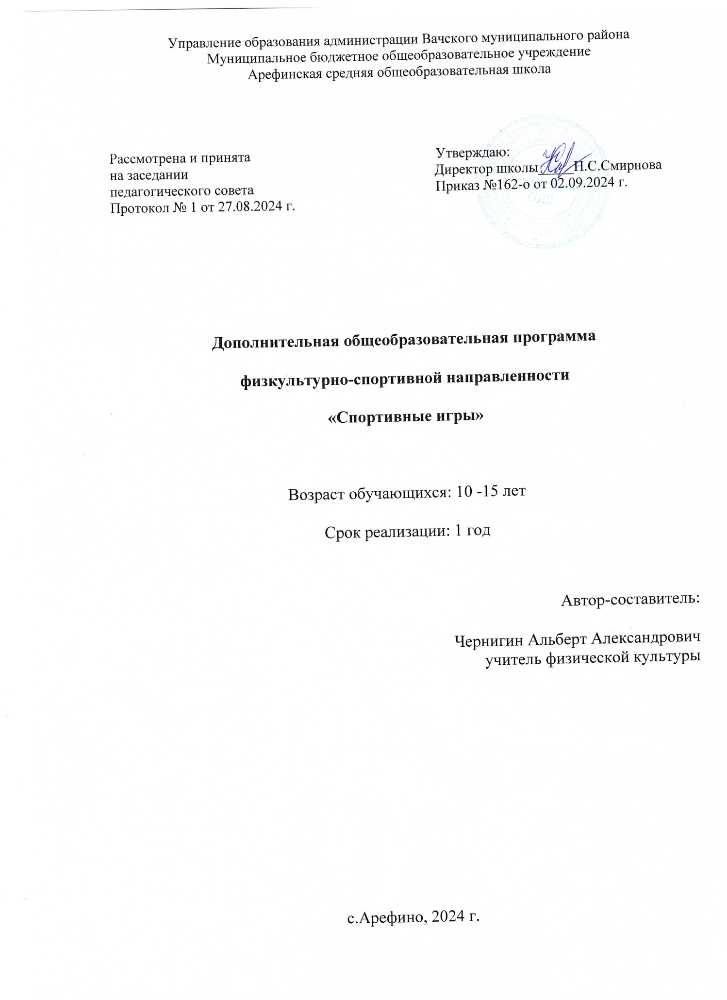 Управление образования администрации Вачского муниципального района
Муниципальное бюджетное общеобразовательное учреждение
Арефинская средняя общеобразовательная школа
Рассмотрена и принята
на заседании
педагогического совета
Протокол № 1 от 27.08.2024 г.
Утверждаю:
Директор школы_____Н.С.Смирнова
Приказ №162-о от 02.09.2024 г.
СОШ
Дополнительная общеобразовательная программа
физкультурно-спортивной направленности
«Спортивные игры»
Возраст обучающихся: 10 -15 лет
Срок реализации: 1 год
Автор-составитель:
Чернигин Альберт Александрович
учитель физической культуры
с.Арефино, 2024 г.